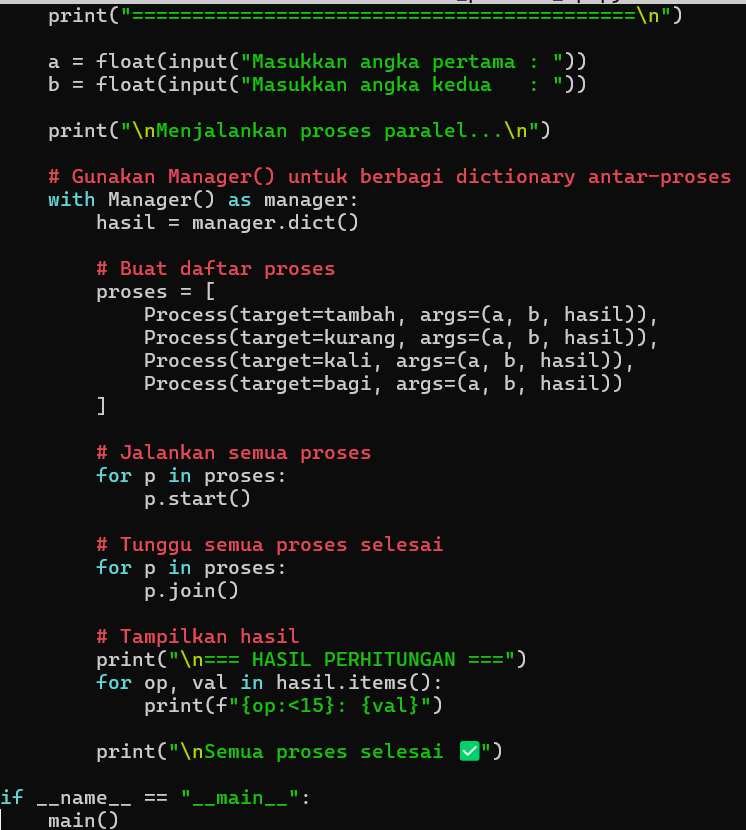 print("==========================================\n")

    a = float(input("Masukkan angka pertama : "))
    b = float(input("Masukkan angka kedua   : "))

    print("\nMenjalankan proses paralel...\n")

    # Gunakan Manager() untuk berbagi dictionary antar-proses
    with Manager() as manager:
        hasil = manager.dict()

        # Buat daftar proses
        proses = [
            Process(target=tambah, args=(a, b, hasil)),
            Process(target=kurang, args=(a, b, hasil)),
            Process(target=kali, args=(a, b, hasil)),
            Process(target=bagi, args=(a, b, hasil))
        ]

        # Jalankan semua proses
        for p in proses:
            p.start()

        # Tunggu semua proses selesai
        for p in proses:
            p.join()

        # Tampilkan hasil
        print("\n=== HASIL PERHITUNGAN ===")
        for op, val in hasil.items():
            print(f"{op:<15}: {val}")

        print("\nSemua proses selesai ✅")

if __name__ == "__main__":
    main()